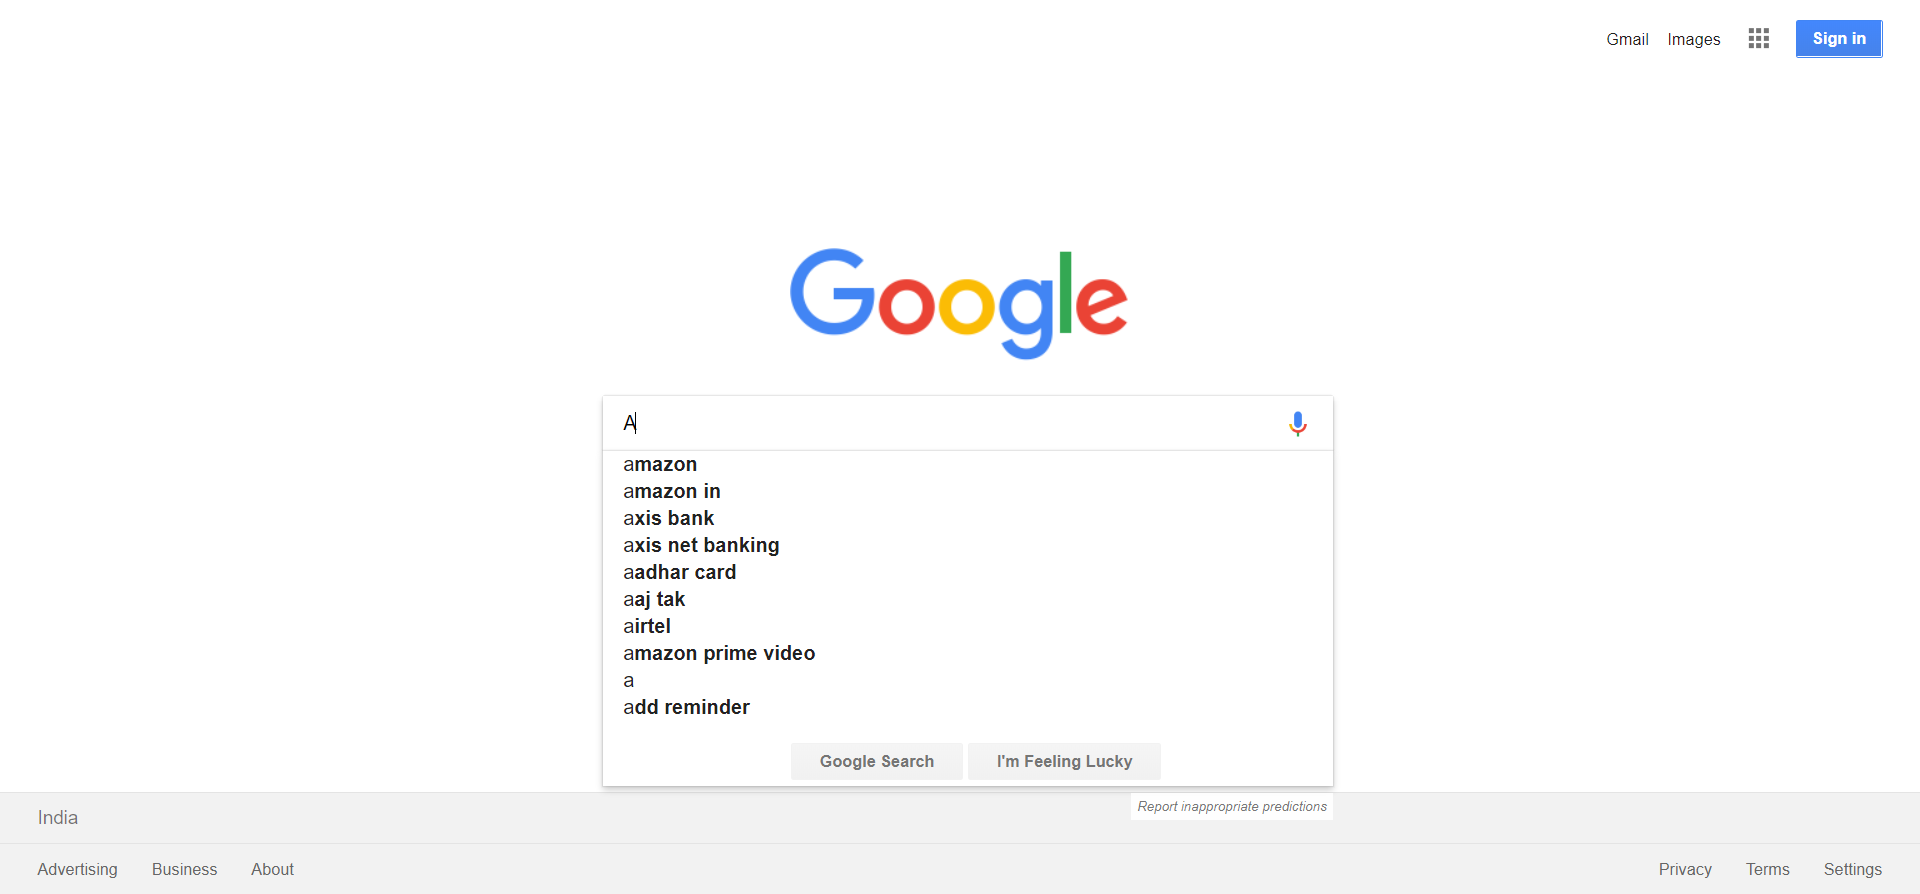 Gmail Images Sign in
Google
A
amazon
amazon in
axis bank
axis net banking
aadhar card
aaj tak
airtel
amazon prime video
a
add reminder
Google Search I'm Feeling Lucky
Report inappropriate predictions
India
Advertising Business About Privacy Terms Settings